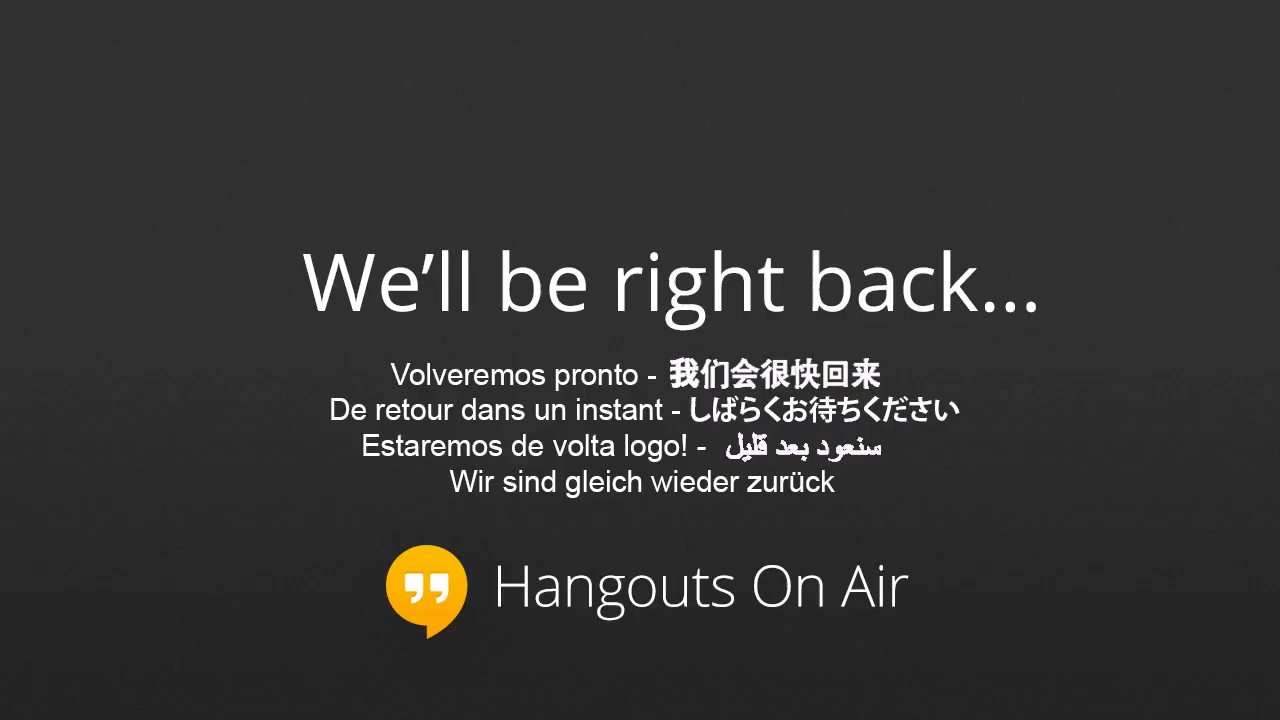 We’ll be right back...
Volveremos pronto - 我们会很快回来
De retour dans un instant - しばらくお待ちください
Estaremos de volta logo! - سنعود بعد قليل
Wir sind gleich wieder zurück
Hangouts On Air